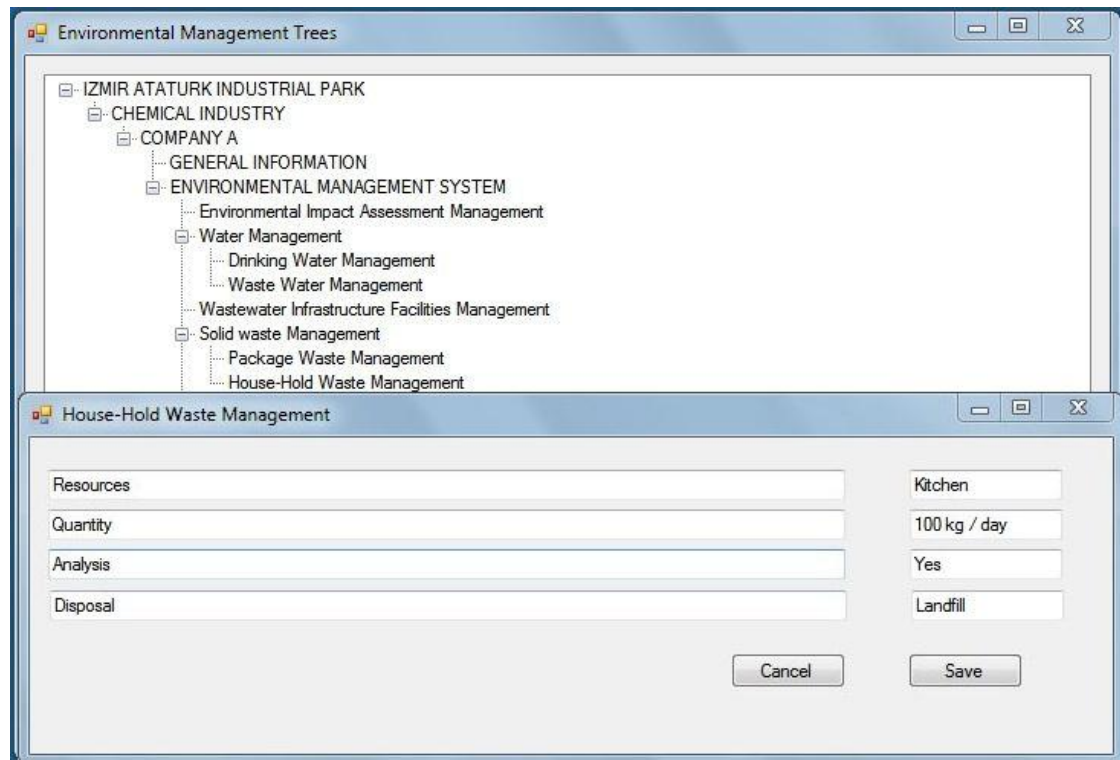 Environmental Management Trees
IZMIR ATATURK INDUSTRIAL PARK
CHEMICAL INDUSTRY
COMPANY A
GENERAL INFORMATION
ENVIRONMENTAL MANAGEMENT SYSTEM
Environmental Impact Assessment Management
Water Management
Drinking Water Management
Waste Water Management
Wastewater Infrastructure Facilities Management
Solid waste Management
Package Waste Management
House-Hold Waste Management
House-Hold Waste Management
Resources Kitchen
Quantity 100 kg / day
Analysis Yes
Disposal Landfill
Cancel Save